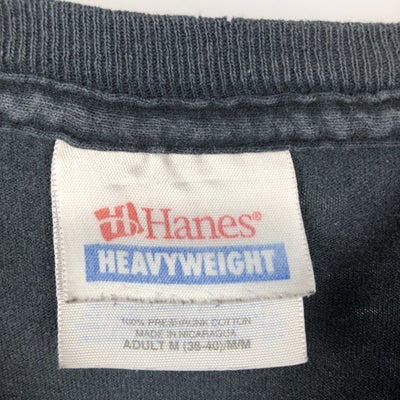 Hanes®
HEAVYWEIGHT
100% PRESHRUNK COTTON
MADE IN NICARAGUA
ADULT M (38-40)/M/M